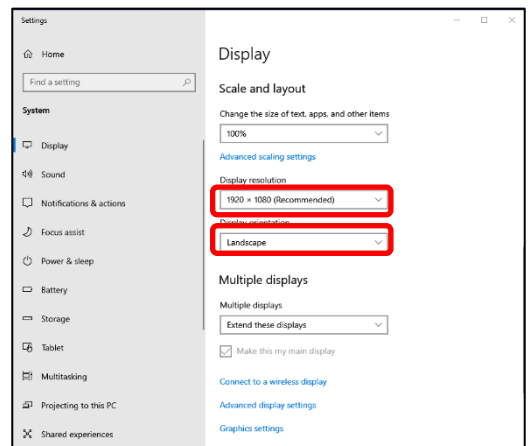 Settings
Home
Find a setting
System
Display
Sound
Notifications & actions
Focus assist
Power & sleep
Battery
Storage
Tablet
Multitasking
Projecting to this PC
Shared experiences
Display
Scale and layout
Change the size of text, apps, and other items
100%
Advanced scaling settings
Display resolution
1920 × 1080 (Recommended)
Display orientation
Landscape
Multiple displays
Multiple displays
Extend these displays
Make this my main display
Connect to a wireless display
Advanced display settings
Graphics settings